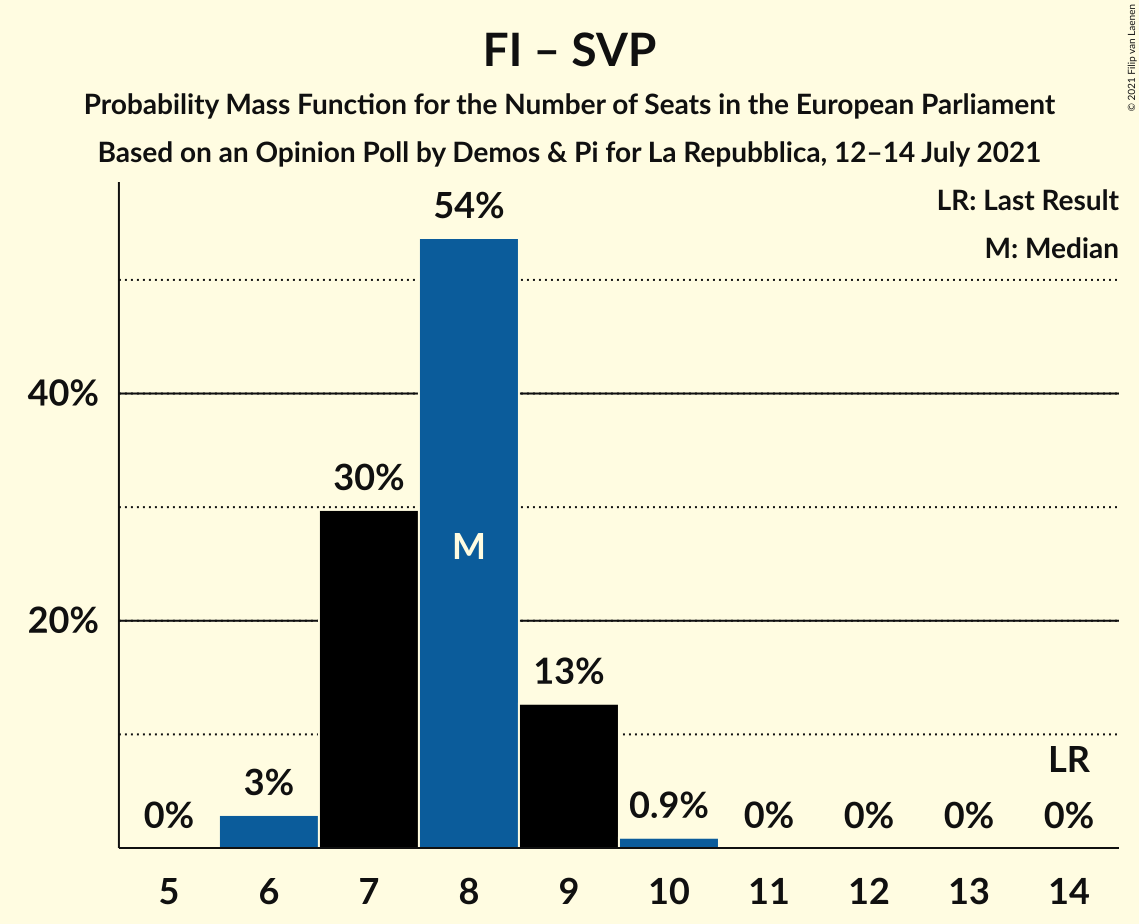 FI – SVP
Probability Mass Function for the Number of Seats in the European Parliament
Based on an Opinion Poll by Demos & Pi for La Repubblica, 12–14 July 2021
© 2021 Filip van Laenen
LR: Last Result
M: Median
54%
40%
30%
M
20%
13%
LR
0%
3%
0.9%
0%
0%
0%
0%
5
6
7
8
9
10
11
12
13
14